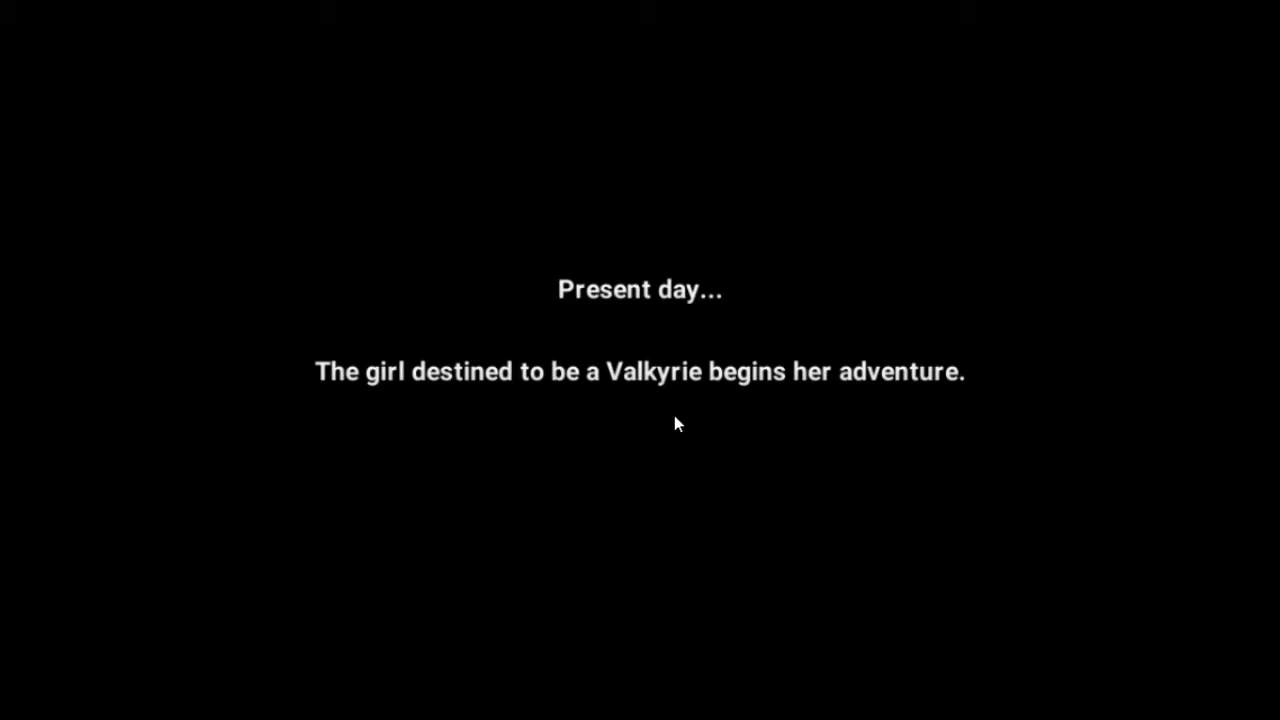 Present day...
The girl destined to be a Valkyrie begins her adventure.